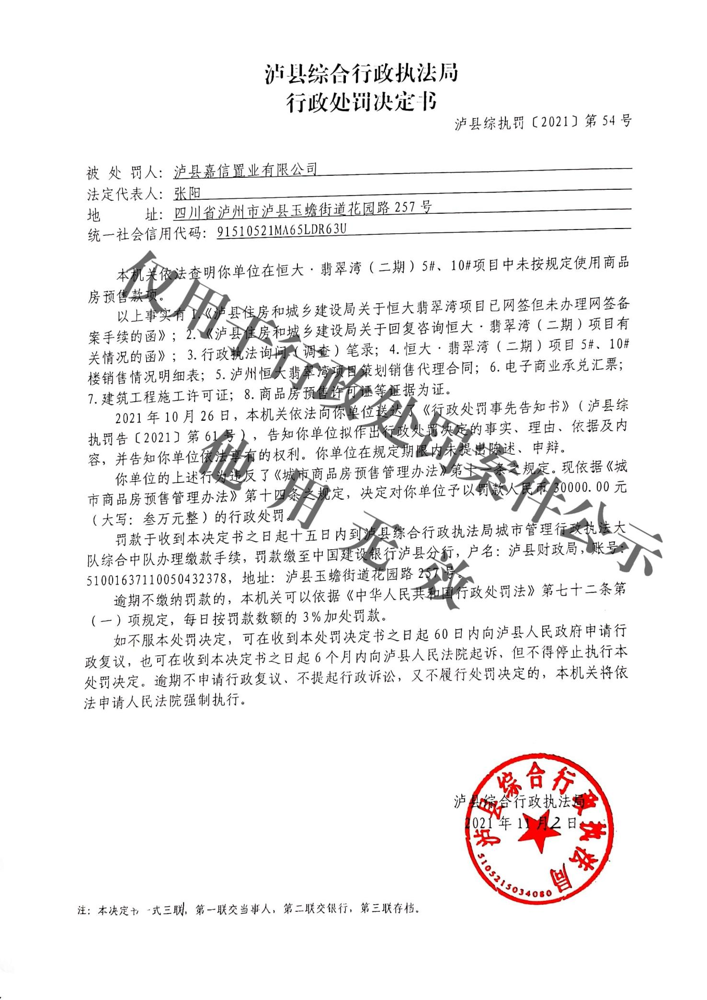 泸县综合行政执法局
行政处罚决定书
泸县综执罚〔2021〕第 54 号
被 处 罚人：泸县嘉信置业有限公司
法定代表人：张阳
地 址：四川省泸州市泸县玉蟾街道花园路 257 号
统一社会信用代码：91510521MA65LDR63U
本机关依法查明你单位在恒大·翡翠湾（二期）5#、10#项目中未按规定使用商品
房预售款项。
以上事实有 1.《泸县住房和城乡建设局关于恒大翡翠湾项目已网签但未办理网签备
案手续的函》；2.《泸县住房和城乡建设局关于回复咨询恒大·翡翠湾（二期）项目有
关情况的函》；3.行政执法询问（调查）笔录；4.恒大·翡翠湾（二期）项目 5#、10#
楼销售情况明细表；5.泸州恒大翡翠湾项目策划销售代理合同；6.电子商业承兑汇票；
7.建筑工程施工许可证；8.商品房预售许可证等证据为证。
2021 年 10 月 26 日，本机关依法向你单位送达了《行政处罚事先告知书》（泸县综
执罚告〔2021〕第 61 号），告知你单位拟作出行政处罚决定的事实、理由、依据及内
容，并告知你单位依法享有的权利。你单位在规定期限内未提出陈述、申辩。
你单位的上述行为违反了《城市商品房预售管理办法》第十一条之规定。现依据《城
市商品房预售管理办法》第十四条之规定，决定对你单位予以罚款人民币 30000.00 元
（大写：叁万元整）的行政处罚。
罚款于收到本决定书之日起十五日内到泸县综合行政执法局城市管理行政执法大
队综合中队办理缴款手续，罚款缴至中国建设银行泸县分行，户名：泸县财政局，账号：
51001637110050432378，地址：泸县玉蟾街道花园路 257 号。
逾期不缴纳罚款的，本机关可以依据《中华人民共和国行政处罚法》第七十二条第
（一）项规定，每日按罚款数额的 3%加处罚款。
如不服本处罚决定，可在收到本处罚决定书之日起 60 日内向泸县人民政府申请行
政复议，也可在收到本决定书之日起 6 个月内向泸县人民法院起诉，但不得停止执行本
处罚决定。逾期不申请行政复议、不提起行政诉讼，又不履行处罚决定的，本机关将依
法申请人民法院强制执行。
泸县综合行政执法局
2021 年 11 月 2 日
泸县综合行政执法局
5105215034080
注：本决定书一式三联，第一联交当事人，第二联交银行，第三联存档。
仅用于行政处罚案件公示
他用无效